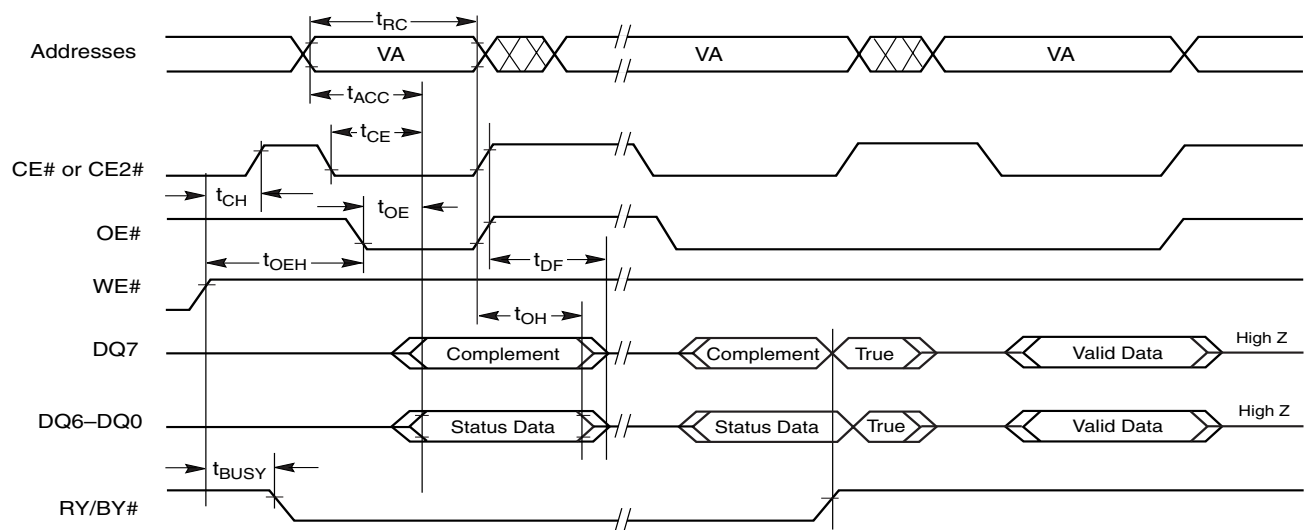 tRC
Addresses VA VA VA
tACC
tCE
CE# or CE2#
tCH tOE
OE#
tOEH tDF
WE#
tOH
DQ7 Complement Complement True Valid Data High Z
DQ6–DQ0 Status Data Status Data True Valid Data High Z
tBUSY
RY/BY#